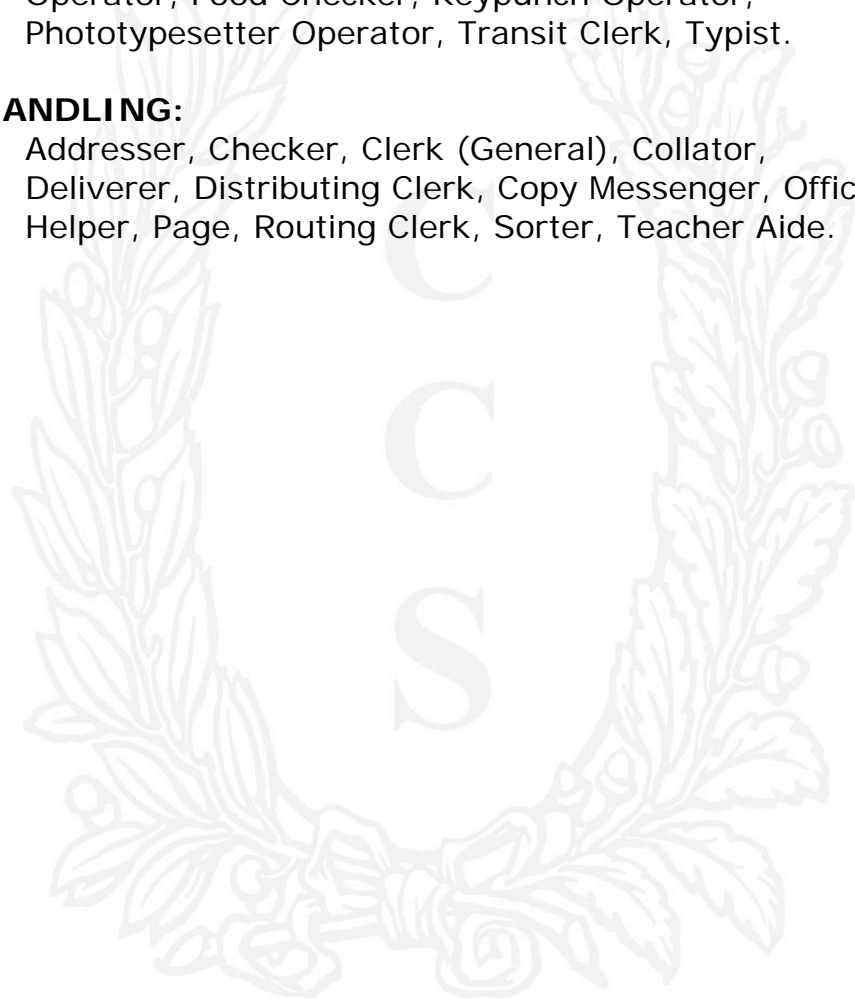 Operator, Food Checker, Keypunch Operator,
Phototypesetter Operator, Transit Clerk, Typist.
ANDLING:
Addresser, Checker, Clerk (General), Collator,
Deliverer, Distributing Clerk, Copy Messenger, Offic
Helper, Page, Routing Clerk, Sorter, Teacher Aide.
C
C
S